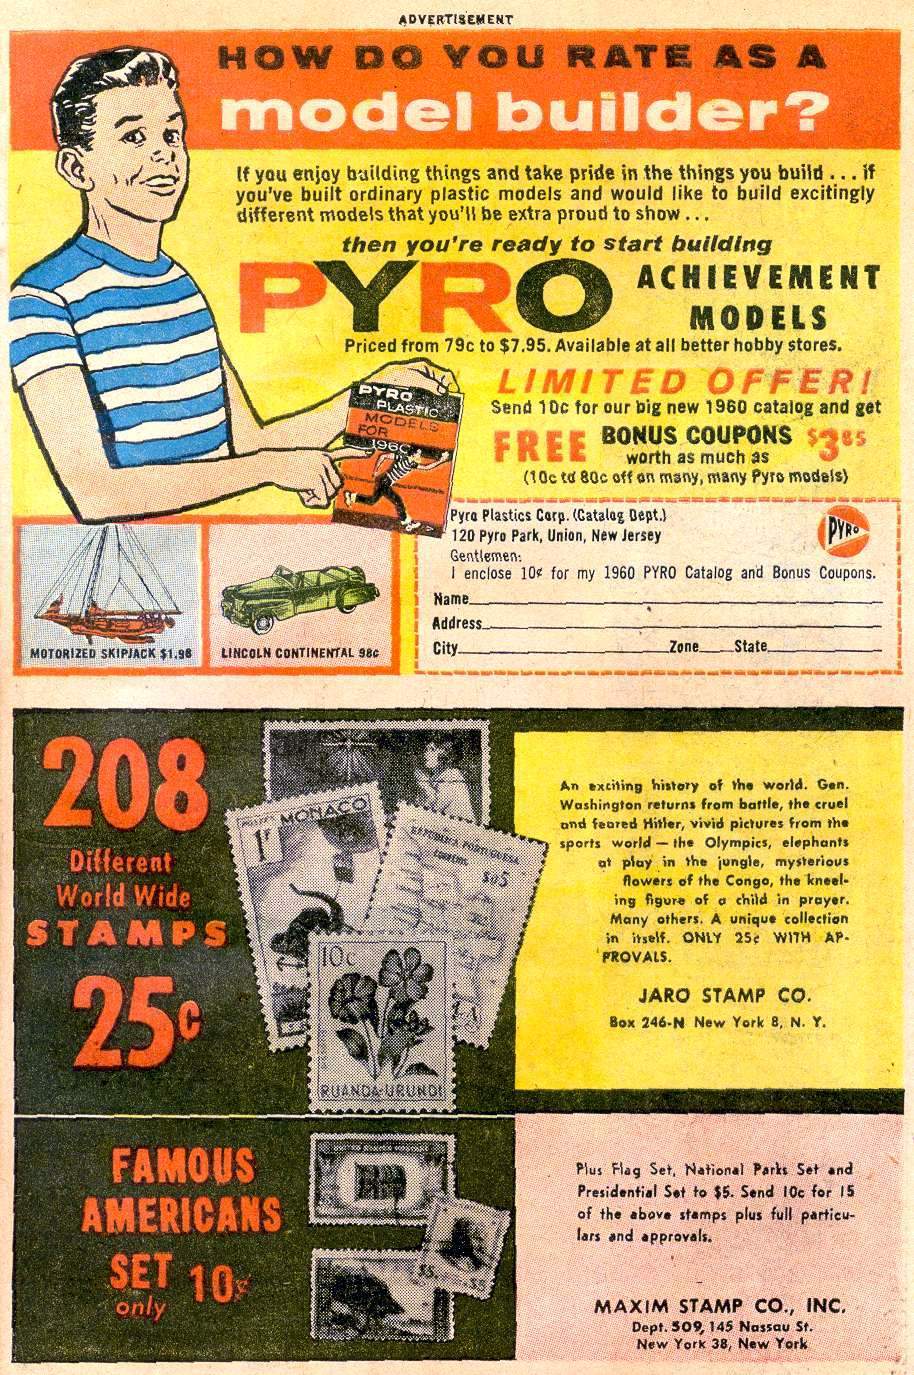 ADVERTISEMENT
HOW DO YOU RATE AS A
model builder?
If you enjoy building things and take pride in the things you build ... if
you've built ordinary plastic models and would like to build excitingly
different models that you'll be extra proud to show ...
then you're ready to start building
PYRO ACHIEVEMENT
MODELS
Priced from 79c to $7.95. Available at all better hobby stores.
LIMITED OFFER!
Send 10c for our big new 1960 catalog and get
FREE BONUS COUPONS $3.85
worth as much as
(10c to 80c off on many, many Pyro models)
PYRO
PLASTIC
MODELS
FOR
1960
MOTORIZED SKIPJACK $1.98
LINCOLN CONTINENTAL 98c
Pyro Plastics Corp. (Catalog Dept.)
120 Pyro Park, Union, New Jersey
PYRO
Gentlemen:
I enclose 10¢ for my 1960 PYRO Catalog and Bonus Coupons.
Name
Address
City Zone State
208
Different
World Wide
STAMPS
25c
MONACO
1F
REPUBLICA PORTUGUESA
$05
10c
RUANDA-URUNDI
An exciting history of the world. Gen.
Washington returns from battle, the cruel
and feared Hitler, vivid pictures from the
sports world — the Olympics, elephants
at play in the jungle, mysterious
flowers of the Congo, the kneel-
ing figure of a child in prayer.
Many others. A unique collection
in itself. ONLY 25¢ WITH AP-
PROVALS.
JARO STAMP CO.
Box 246-N New York 8, N. Y.
FAMOUS
AMERICANS
SET 10¢
only
Plus Flag Set, National Parks Set and
Presidential Set to $5. Send 10c for 15
of the above stamps plus full particu-
lars and approvals.
MAXIM STAMP CO., INC.
Dept. 509, 145 Nassau St.
New York 38, New York